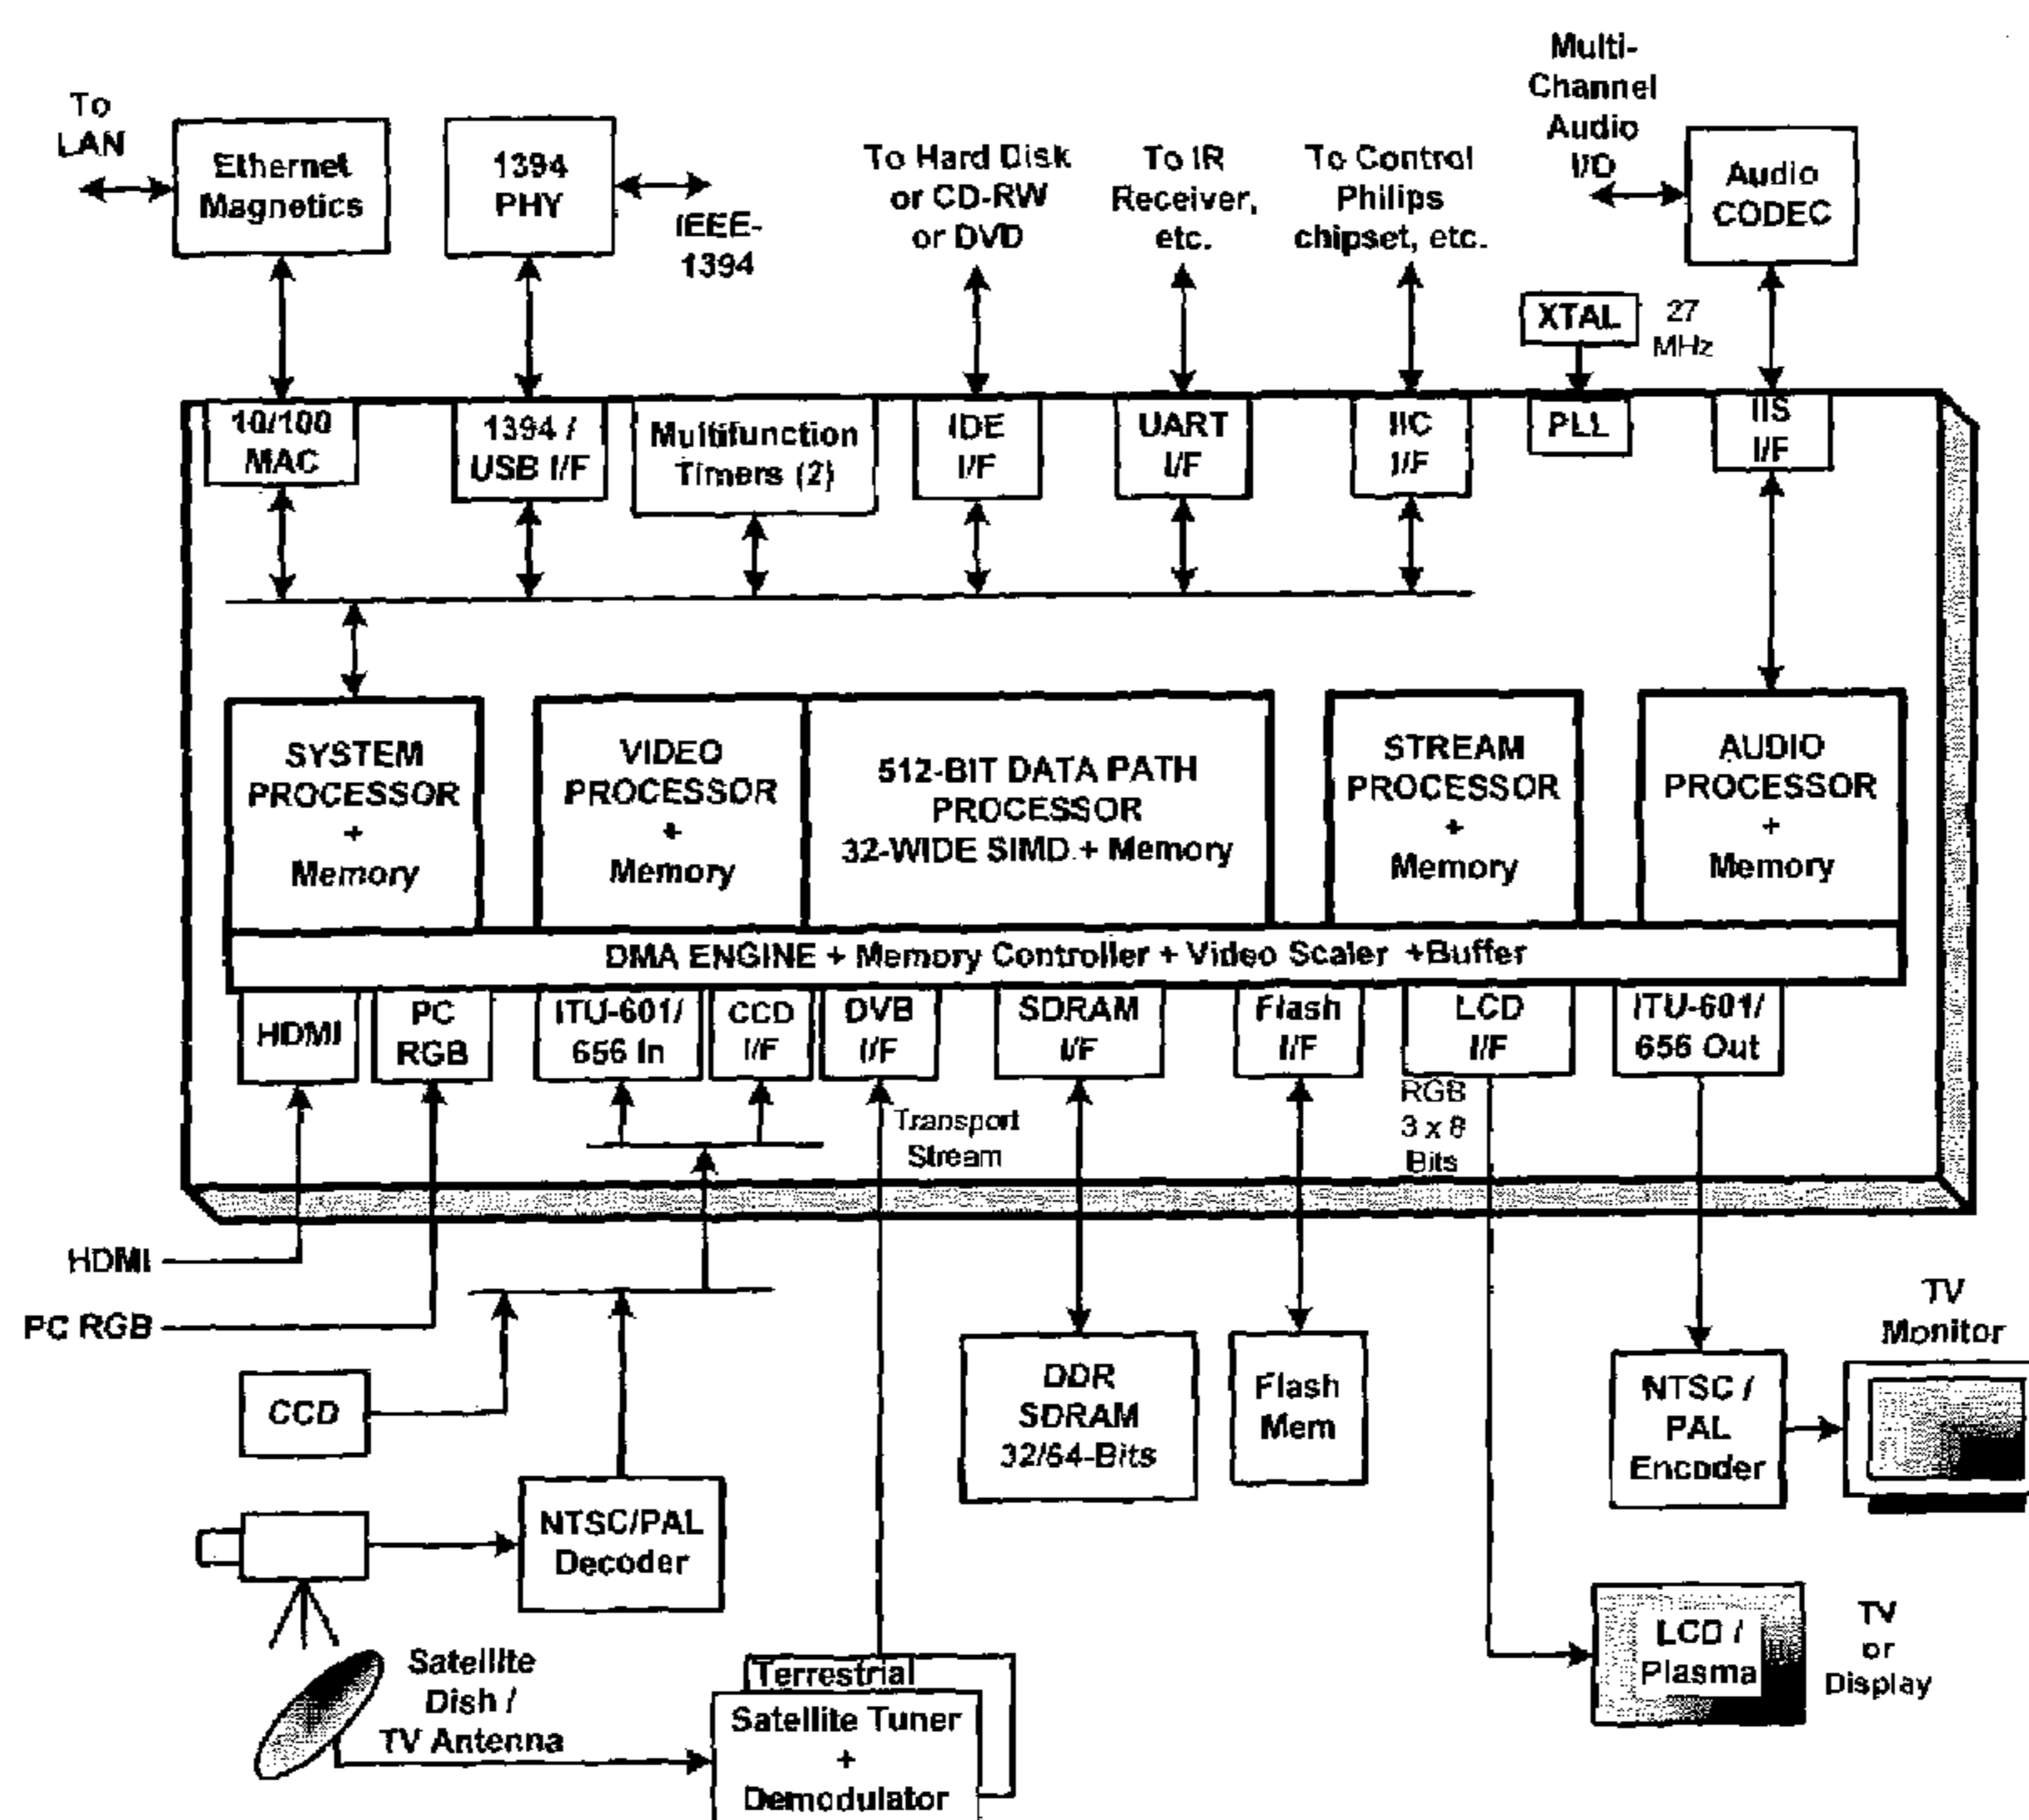 To
LAN
Ethernet
Magnetics
1394
PHY
IEEE-
1394
To Hard Disk
or CD-RW
or DVD
To IR
Receiver,
etc.
To Control
Philips
chipset, etc.
Multi-
Channel
Audio
I/O
Audio
CODEC
XTAL
27
MHz
10/100
MAC
1394 /
USB I/F
Multifunction
Timers (2)
IDE
I/F
UART
I/F
IIC
I/F
PLL
IIS
I/F
SYSTEM
PROCESSOR
+
Memory
VIDEO
PROCESSOR
+
Memory
512-BIT DATA PATH
PROCESSOR
32-WIDE SIMD.+ Memory
STREAM
PROCESSOR
+
Memory
AUDIO
PROCESSOR
+
Memory
DMA ENGINE + Memory Controller + Video Scaler +Buffer
HDMI
PC
RGB
ITU-601/
656 In
CCD
I/F
DVB
I/F
SDRAM
I/F
Flash
I/F
LCD
I/F
ITU-601/
656 Out
Transport
Stream
RGB
3 x 8
Bits
HDMI
PC RGB
CCD
NTSC/PAL
Decoder
DDR
SDRAM
32/64-Bits
Flash
Mem
NTSC /
PAL
Encoder
TV
Monitor
LCD /
Plasma
TV
or
Display
Satellite
Dish /
TV Antenna
Terrestrial
Satellite Tuner
+
Demodulator